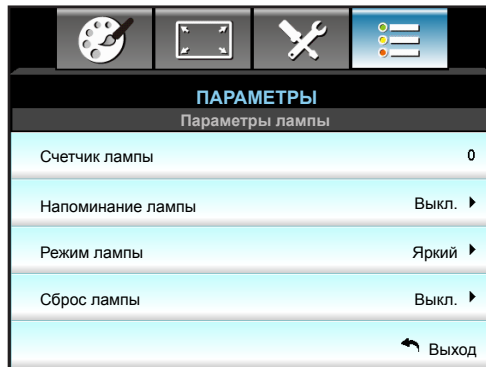 ПАРАМЕТРЫ
Параметры лампы
Счетчик лампы 0
Напоминание лампы Выкл.
Режим лампы Яркий
Сброс лампы Выкл.
Выход